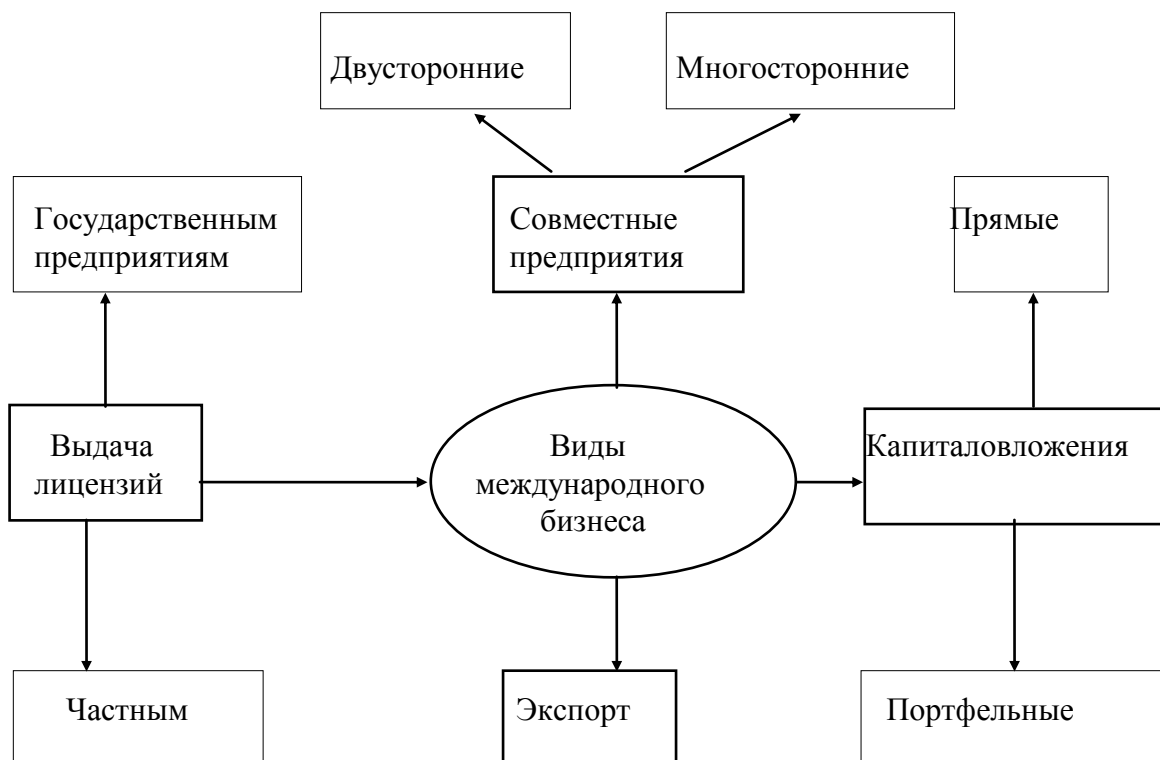 Двусторонние
Многосторонние
Государственным
предприятиям
Совместные
предприятия
Прямые
Выдача
лицензий
Виды
международного
бизнеса
Капиталовложения
Частным
Экспорт
Портфельные